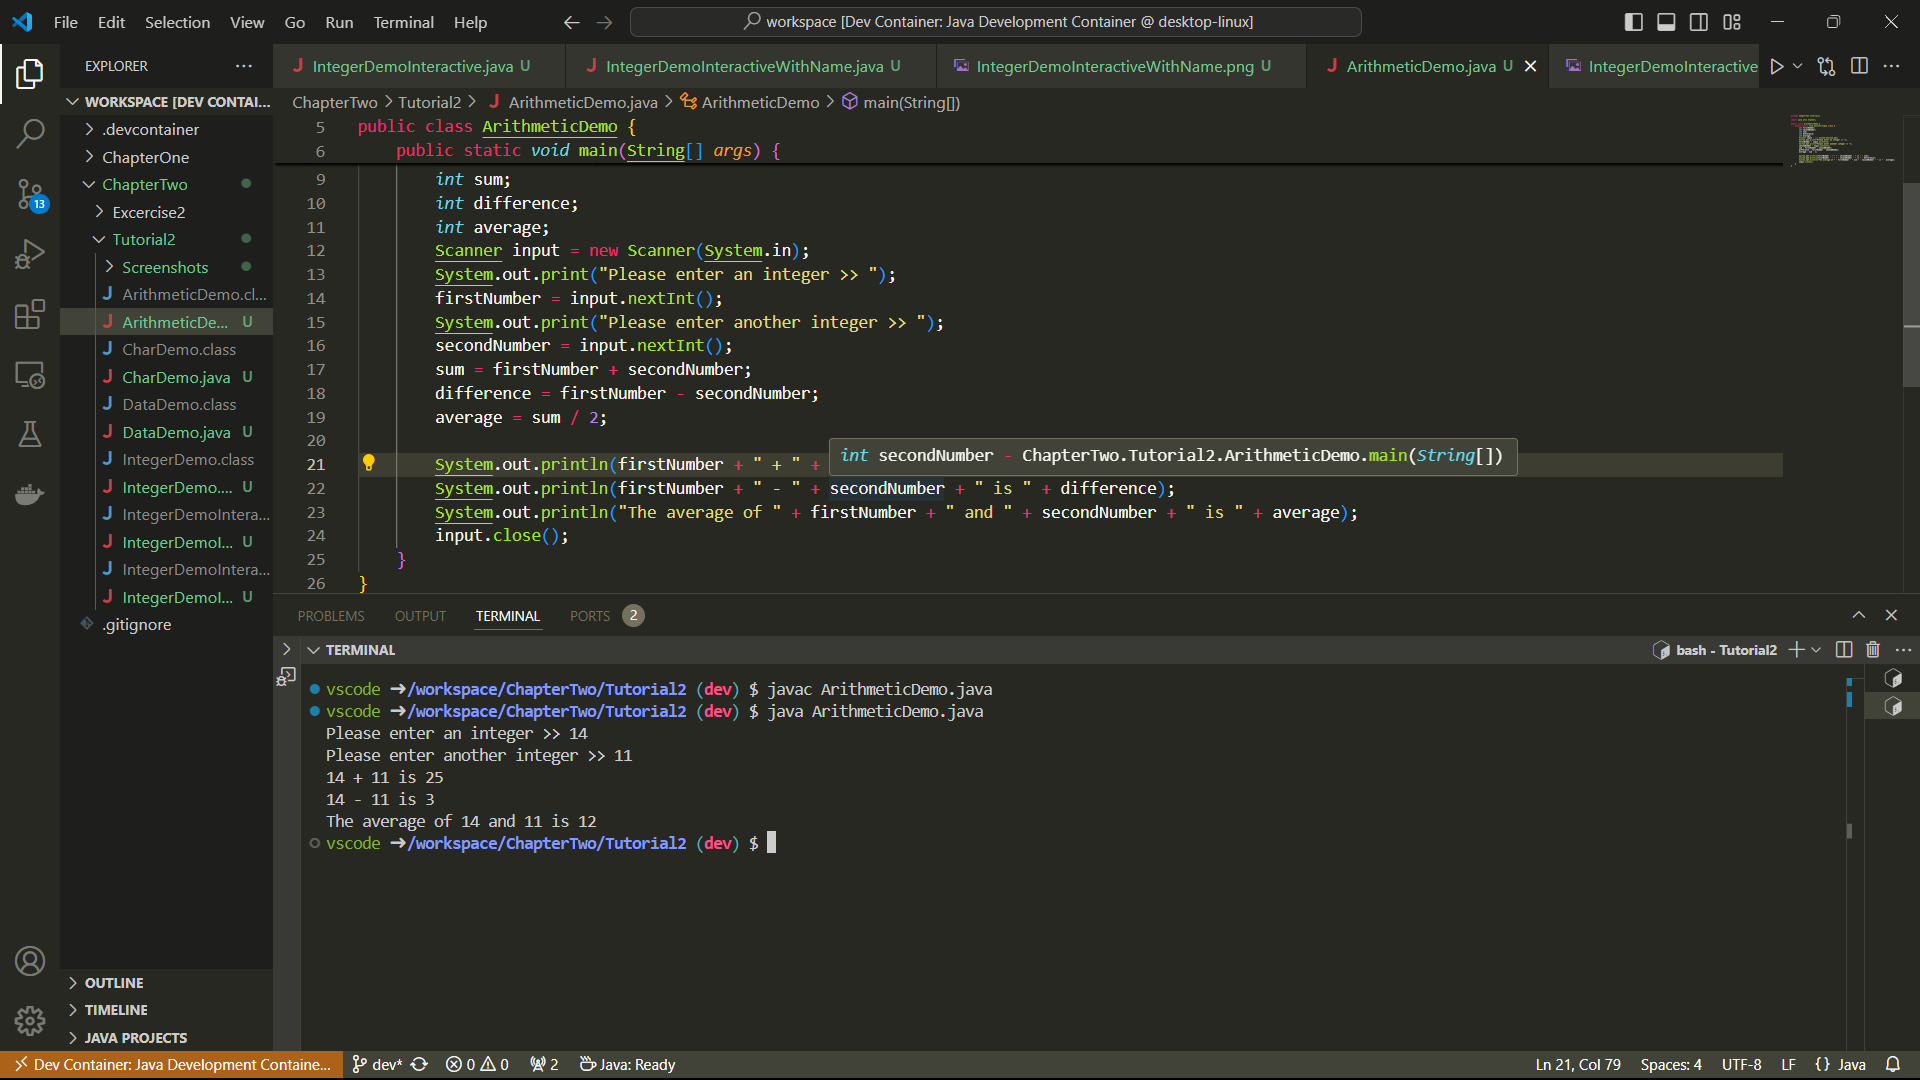 File Edit Selection View Go Run Terminal Help
workspace [Dev Container: Java Development Container @ desktop-linux]
EXPLORER
IntegerDemoInteractive.java U
IntegerDemoInteractiveWithName.java U
IntegerDemoInteractiveWithName.png U
ArithmeticDemo.java U
IntegerDemoInteractive
WORKSPACE [DEV CONTAI...
.devcontainer
ChapterOne
ChapterTwo
Excercise2
Tutorial2
Screenshots
ArithmeticDemo.cl...
ArithmeticDe... U
CharDemo.class
CharDemo.java U
DataDemo.class
DataDemo.java U
IntegerDemo.class
IntegerDemo.... U
IntegerDemoIntera...
IntegerDemoI... U
IntegerDemoIntera...
IntegerDemoI... U
.gitignore
OUTLINE
TIMELINE
JAVA PROJECTS
13
ChapterTwo > Tutorial2 > ArithmeticDemo.java > ArithmeticDemo > main(String[])
5 public class ArithmeticDemo {
6 public static void main(String[] args) {
9 int sum;
10 int difference;
11 int average;
12 Scanner input = new Scanner(System.in);
13 System.out.print("Please enter an integer >> ");
14 firstNumber = input.nextInt();
15 System.out.print("Please enter another integer >> ");
16 secondNumber = input.nextInt();
17 sum = firstNumber + secondNumber;
18 difference = firstNumber - secondNumber;
19 average = sum / 2;
20
21 System.out.println(firstNumber + " + " +
int secondNumber - ChapterTwo.Tutorial2.ArithmeticDemo.main(String[])
22 System.out.println(firstNumber + " - " + secondNumber + " is " + difference);
23 System.out.println("The average of " + firstNumber + " and " + secondNumber + " is " + average);
24 input.close();
25 }
26 }
PROBLEMS OUTPUT TERMINAL PORTS 2
TERMINAL
bash - Tutorial2
vscode ➜/workspace/ChapterTwo/Tutorial2 (dev) $ javac ArithmeticDemo.java
vscode ➜/workspace/ChapterTwo/Tutorial2 (dev) $ java ArithmeticDemo.java
Please enter an integer >> 14
Please enter another integer >> 11
14 + 11 is 25
14 - 11 is 3
The average of 14 and 11 is 12
vscode ➜/workspace/ChapterTwo/Tutorial2 (dev) $
Dev Container: Java Development Containe... dev* 0 0 2 Java: Ready
Ln 21, Col 79 Spaces: 4 UTF-8 LF {} Java